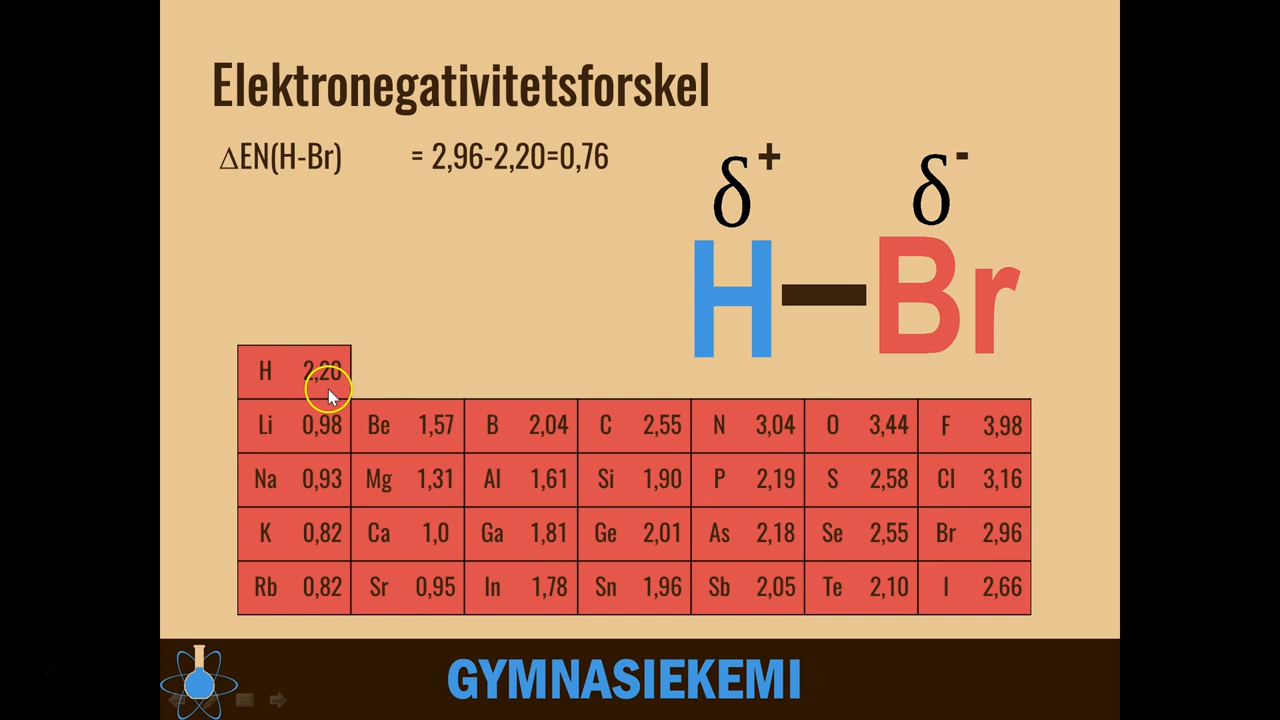 Elektronegativitetsforskel
∆EN(H-Br) = 2,96-2,20=0,76
δ+ δ-
H Br
H 2,20
Li 0,98 Be 1,57 B 2,04 C 2,55 N 3,04 O 3,44 F 3,98
Na 0,93 Mg 1,31 Al 1,61 Si 1,90 P 2,19 S 2,58 Cl 3,16
K 0,82 Ca 1,0 Ga 1,81 Ge 2,01 As 2,18 Se 2,55 Br 2,96
Rb 0,82 Sr 0,95 In 1,78 Sn 1,96 Sb 2,05 Te 2,10 I 2,66
GYMNASIEKEMI